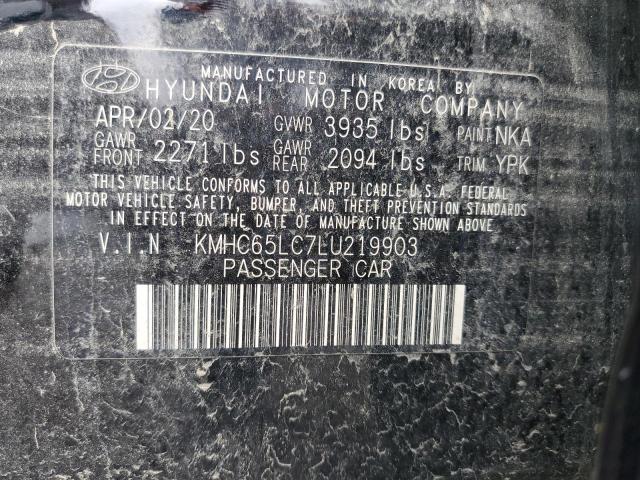 MANUFACTURED IN KOREA BY
HYUNDAI MOTOR COMPANY
APR/02/20 GVWR 3935 lbs PAINT NKA
GAWR FRONT 2271 lbs GAWR REAR 2094 lbs TRIM YPK
THIS VEHICLE CONFORMS TO ALL APPLICABLE U.S.A. FEDERAL
MOTOR VEHICLE SAFETY, BUMPER, AND THEFT PREVENTION STANDARDS
IN EFFECT ON THE DATE OF MANUFACTURE SHOWN ABOVE
V.I.N KMHC65LC7LU219903
PASSENGER CAR